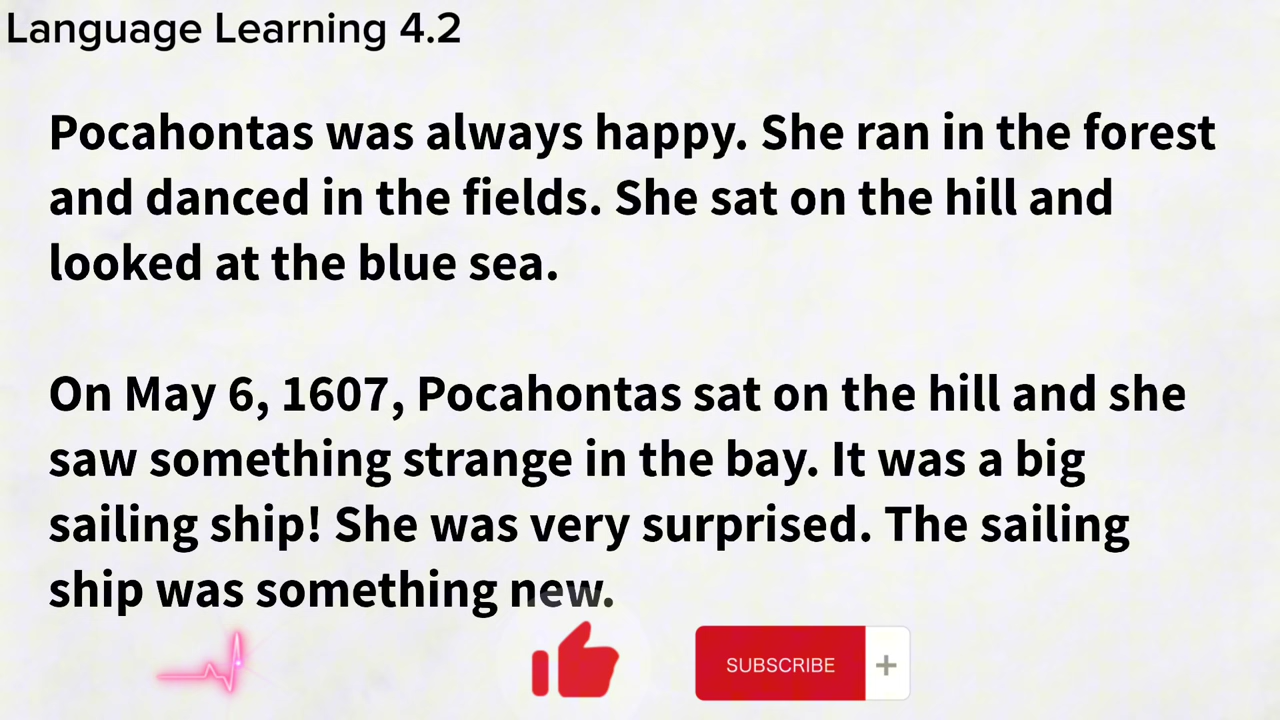 Language Learning 4.2
Pocahontas was always happy. She ran in the forest
and danced in the fields. She sat on the hill and
looked at the blue sea.
On May 6, 1607, Pocahontas sat on the hill and she
saw something strange in the bay. It was a big
sailing ship! She was very surprised. The sailing
ship was something new.
SUBSCRIBE +